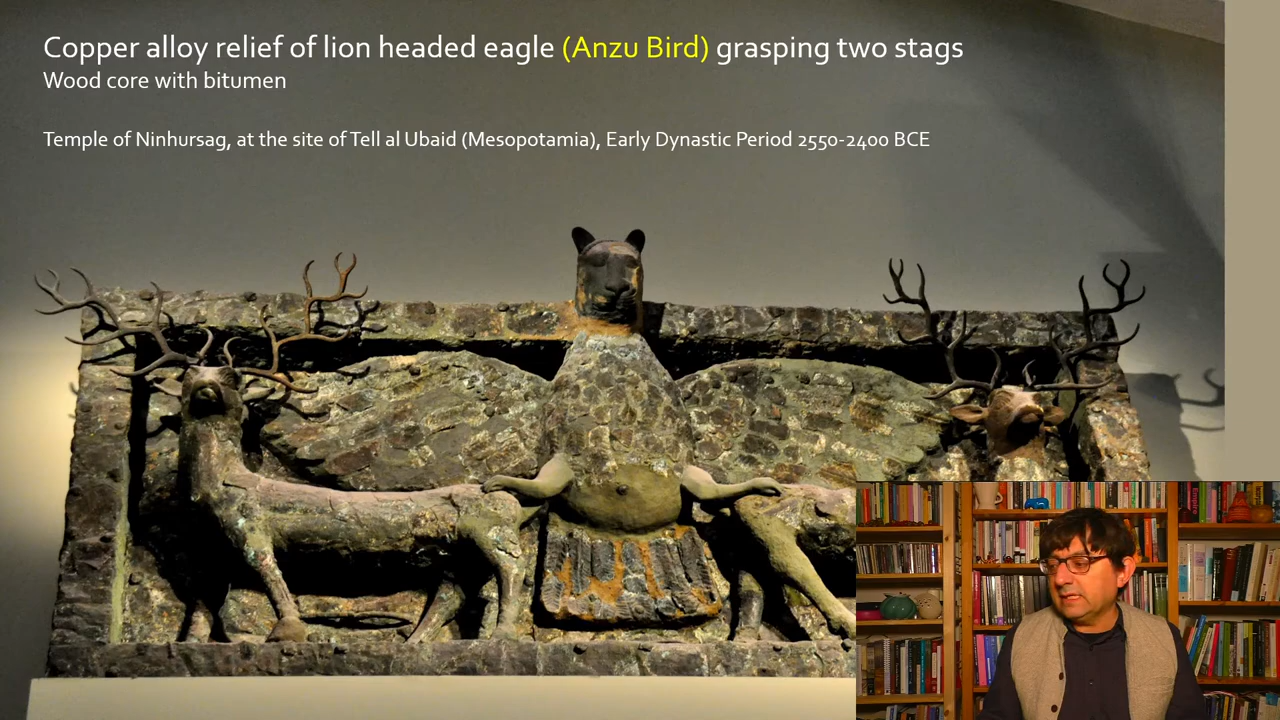 Copper alloy relief of lion headed eagle (Anzu Bird) grasping two stags
Wood core with bitumen
Temple of Ninhursag, at the site of Tell al Ubaid (Mesopotamia), Early Dynastic Period 2550-2400 BCE